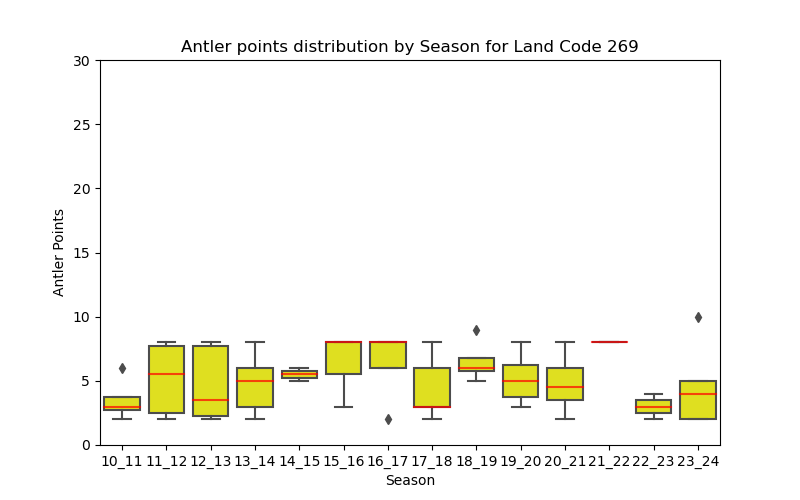 Antler points distribution by Season for Land Code 269
30
25
20
15
10
5
0
Antler Points
10_11 11_12 12_13 13_14 14_15 15_16 16_17 17_18 18_19 19_20 20_21 21_22 22_23 23_24
Season